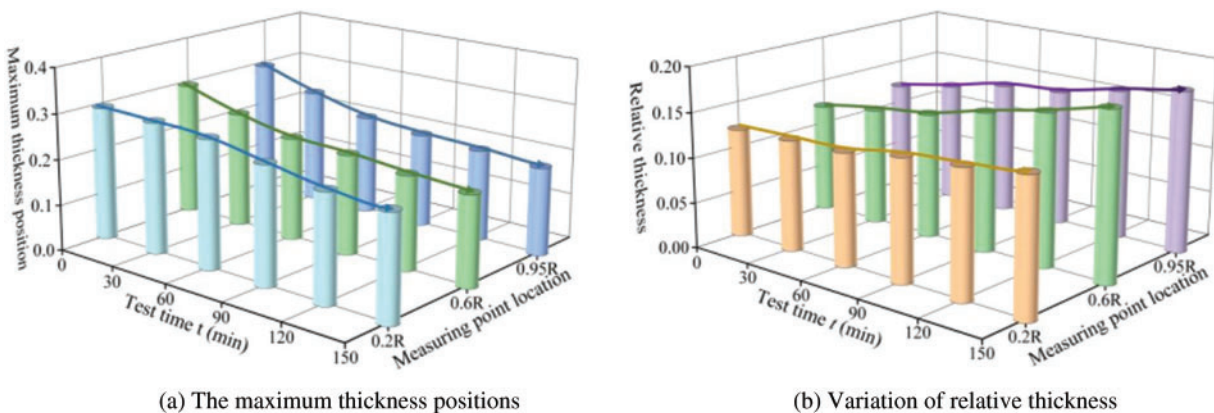 Maximum thickness position
0.4
0.3
0.2
0.1
0.0
0
30
60
90
120
150
Test time t (min)
0.2R
0.6R
0.95R
Measuring point location
(a) The maximum thickness positions
Relative thickness
0.20
0.15
0.10
0.05
0.00
0
30
60
90
120
150
Test time t (min)
0.2R
0.6R
0.95R
Measuring point location
(b) Variation of relative thickness